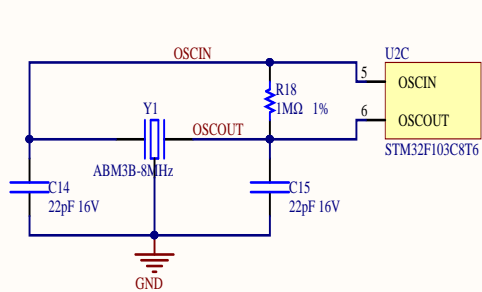 OSCIN
U2C
5
OSCIN
R18
1MΩ 1%
Y1
6
OSCOUT
OSCOUT
STM32F103C8T6
ABM3B-8MHz
C14
22pF 16V
C15
22pF 16V
GND